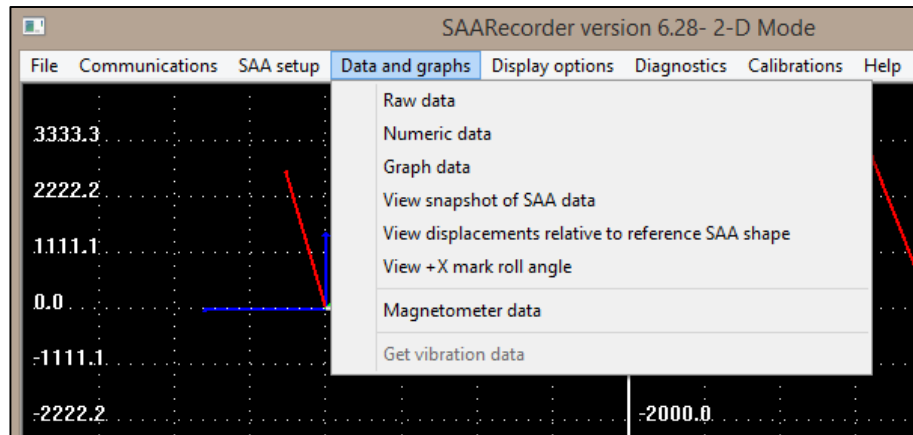 SAARecorder version 6.28- 2-D Mode
File Communications SAA setup Data and graphs Display options Diagnostics Calibrations Help
Raw data
Numeric data
Graph data
View snapshot of SAA data
View displacements relative to reference SAA shape
View +X mark roll angle
Magnetometer data
Get vibration data
3333.3
2222.2
1111.1
0.0
-1111.1
-2222.2
-2000.0